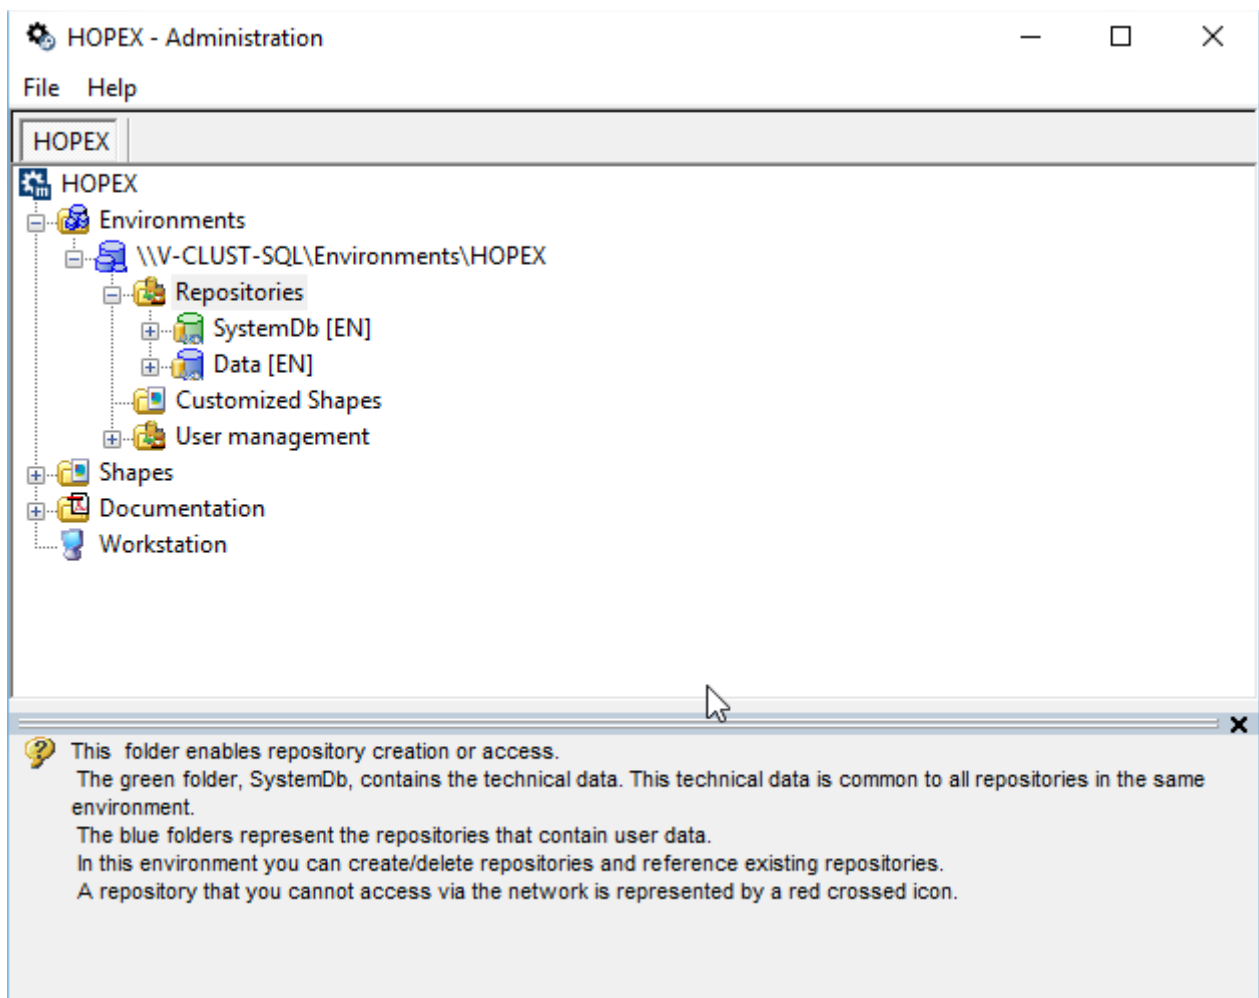 HOPEX - Administration
File Help
HOPEX
HOPEX
Environments
\\V-CLUST-SQL\Environments\HOPEX
Repositories
SystemDb [EN]
Data [EN]
Customized Shapes
User management
Shapes
Documentation
Workstation
This folder enables repository creation or access.
The green folder, SystemDb, contains the technical data. This technical data is common to all repositories in the same
environment.
The blue folders represent the repositories that contain user data.
In this environment you can create/delete repositories and reference existing repositories.
A repository that you cannot access via the network is represented by a red crossed icon.